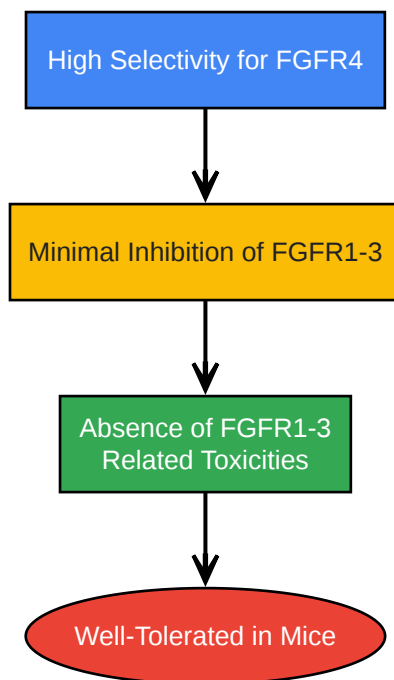 High Selectivity for FGFR4
Minimal Inhibition of FGFR1-3
Absence of FGFR1-3
Related Toxicities
Well-Tolerated in Mice